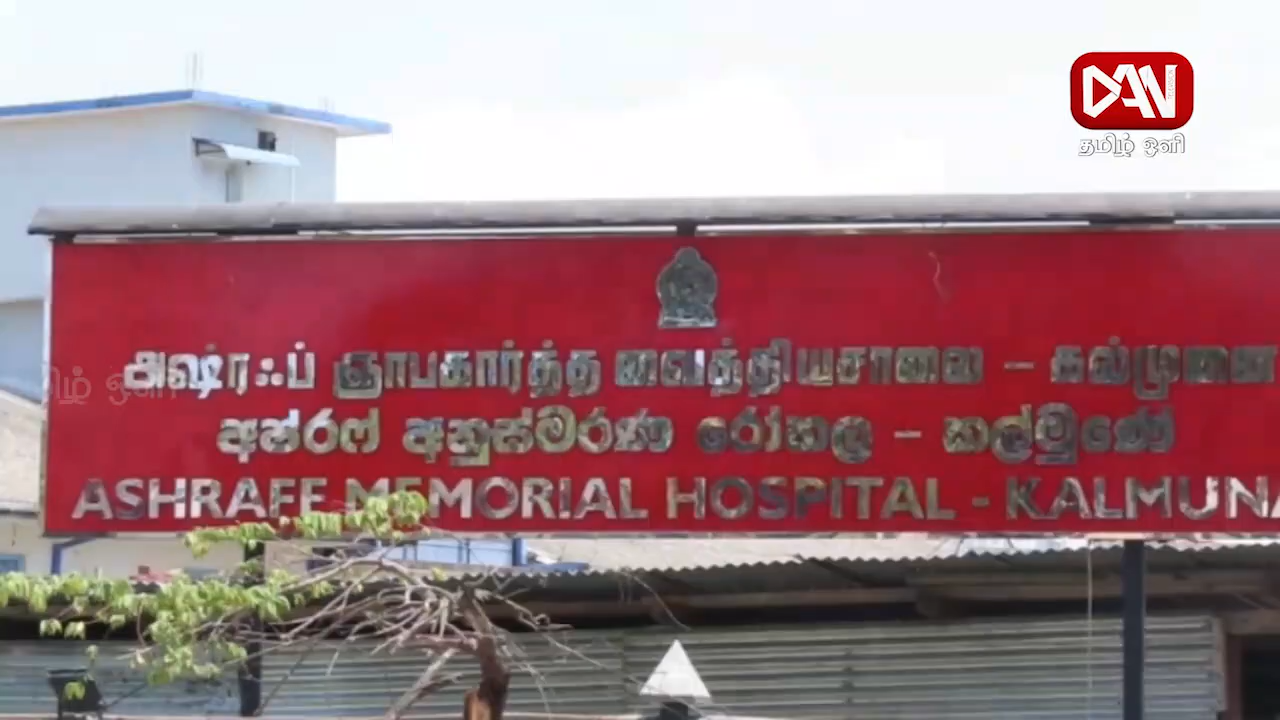 DAN
தமிழ் ஒளி
அஷ்ரஃப் ஞாபகார்த்த வைத்தியசாலை - கல்முனை
අෂ්රෆ් අනුස්මරණ රෝහල - කල්මුණේ
ASHRAFF MEMORIAL HOSPITAL - KALMUNA